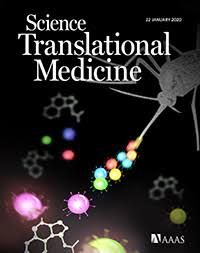 Science
Translational
Medicine
22 JANUARY 2020
AAAS